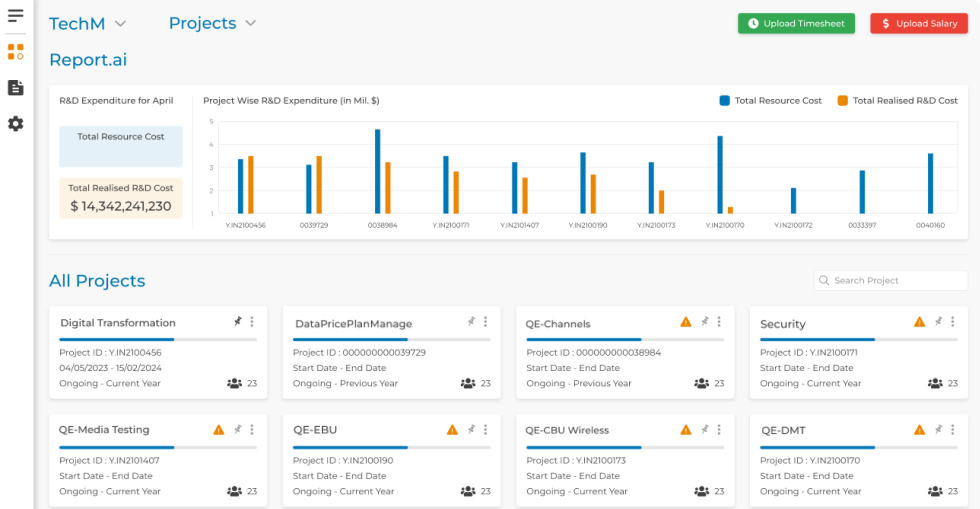 TechM
Projects
Upload Timesheet
$ Upload Salary
Report.ai
R&D Expenditure for April
Project Wise R&D Expenditure (in Mil. $)
Total Resource Cost
Total Realised R&D Cost
Total Resource Cost
Total Realised R&D Cost
$ 14,342,241,230
5
4
3
2
1
Y.IN2100456
0039729
0038984
Y.IN2100171
Y.IN2101407
Y.IN2100190
Y.IN2100173
Y.IN2100170
Y.IN2100172
0033397
0040160
All Projects
Search Project
Digital Transformation
Project ID : Y.IN2100456
04/05/2023 - 15/02/2024
Ongoing - Current Year
23
DataPricePlanManage
Project ID : 000000000039729
Start Date - End Date
Ongoing - Previous Year
23
QE-Channels
Project ID : 000000000038984
Start Date - End Date
Ongoing - Previous Year
23
Security
Project ID : Y.IN2100171
Start Date - End Date
Ongoing - Current Year
23
QE-Media Testing
Project ID : Y.IN2101407
Start Date - End Date
Ongoing - Current Year
23
QE-EBU
Project ID : Y.IN2100190
Start Date - End Date
Ongoing - Current Year
23
QE-CBU Wireless
Project ID : Y.IN2100173
Start Date - End Date
Ongoing - Current Year
23
QE-DMT
Project ID : Y.IN2100170
Start Date - End Date
Ongoing - Current Year
23